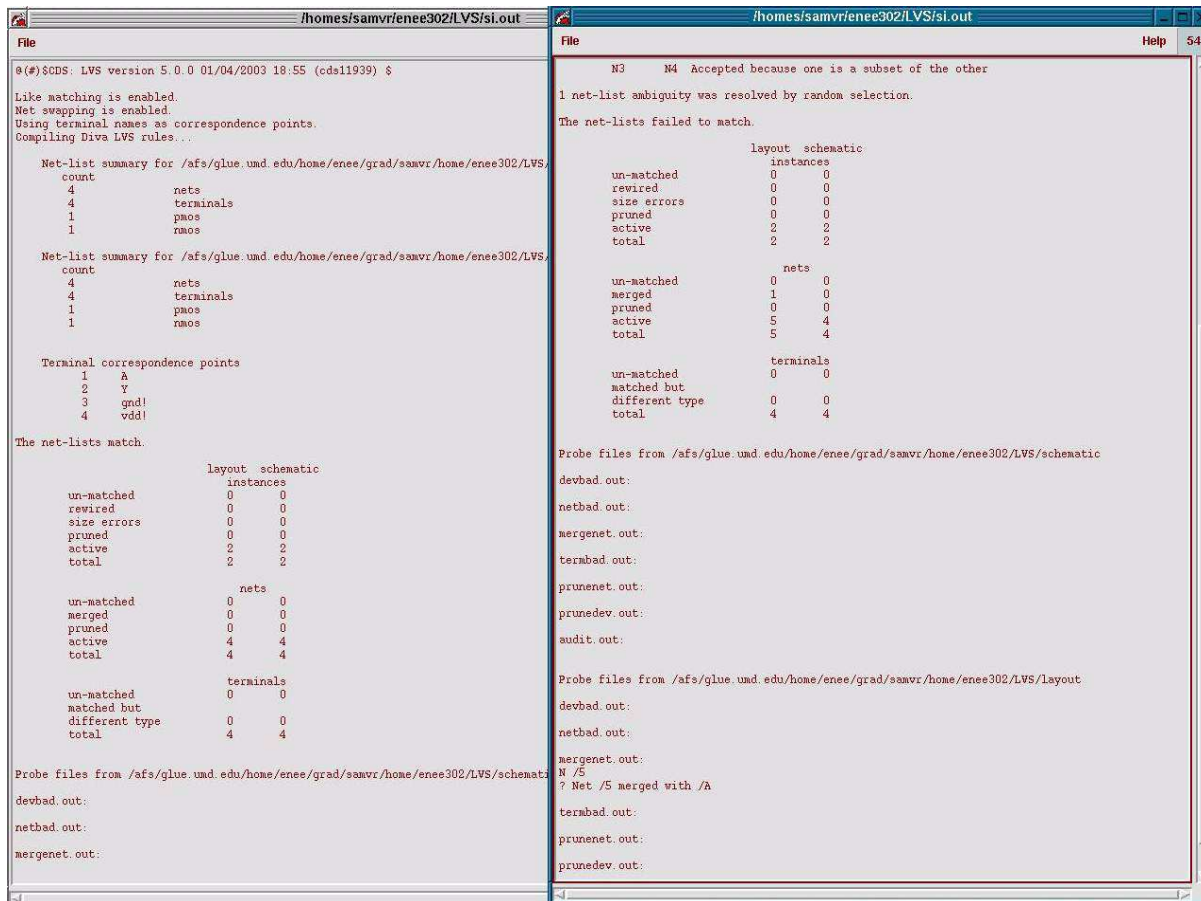 /homes/samvr/enee302/LVS/si.out
File
@(#)$CDS: LVS version 5.0.0 01/04/2003 18:55 (cds11939) $
Like matching is enabled.
Net swapping is enabled.
Using terminal names as correspondence points.
Compiling Diva LVS rules...
Net-list summary for /afs/glue.umd.edu/home/enee/grad/samvr/home/enee302/LVS/
count
4 nets
4 terminals
1 pmos
1 nmos
Net-list summary for /afs/glue.umd.edu/home/enee/grad/samvr/home/enee302/LVS/
count
4 nets
4 terminals
1 pmos
1 nmos
Terminal correspondence points
1 A
2 Y
3 gnd!
4 vdd!
The net-lists match.
layout schematic
instances
un-matched 0 0
rewired 0 0
size errors 0 0
pruned 0 0
active 2 2
total 2 2
nets
un-matched 0 0
merged 0 0
pruned 0 0
active 4 4
total 4 4
terminals
un-matched 0 0
matched but
different type 0 0
total 4 4
Probe files from /afs/glue.umd.edu/home/enee/grad/samvr/home/enee302/LVS/schemati
devbad.out:
netbad.out:
mergenet.out:
/homes/samvr/enee302/LVS/si.out
File Help 54
N3 N4 Accepted because one is a subset of the other
1 net-list ambiguity was resolved by random selection.
The net-lists failed to match.
layout schematic
instances
un-matched 0 0
rewired 0 0
size errors 0 0
pruned 0 0
active 2 2
total 2 2
nets
un-matched 0 0
merged 1 0
pruned 0 0
active 5 4
total 5 4
terminals
un-matched 0 0
matched but
different type 0 0
total 4 4
Probe files from /afs/glue.umd.edu/home/enee/grad/samvr/home/enee302/LVS/schematic
devbad.out:
netbad.out:
mergenet.out:
termbad.out:
prunenet.out:
prunedev.out:
audit.out:
Probe files from /afs/glue.umd.edu/home/enee/grad/samvr/home/enee302/LVS/layout
devbad.out:
netbad.out:
mergenet.out:
N /5
? Net /5 merged with /A
termbad.out:
prunenet.out:
prunedev.out: